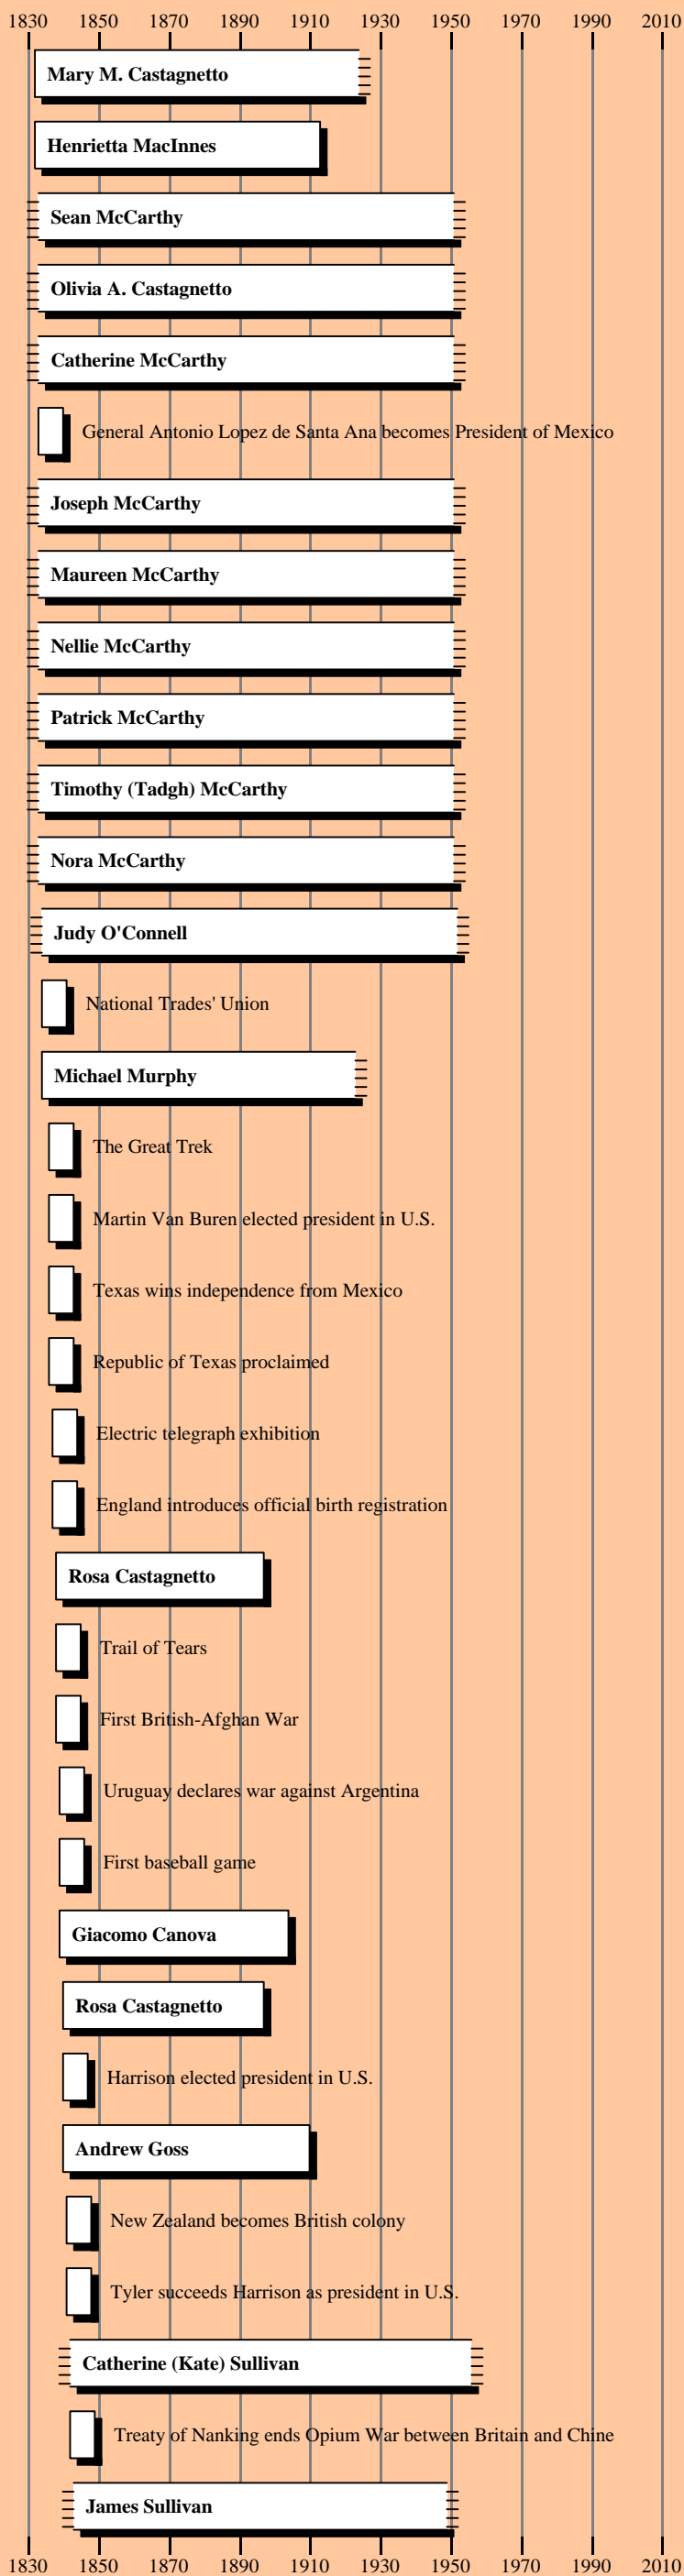 1830 1850 1870 1890 1910 1930 1950 1970 1990 2010
Mary M. Castagnetto
Henrietta MacInnes
Sean McCarthy
Olivia A. Castagnetto
Catherine McCarthy
General Antonio Lopez de Santa Ana becomes President of Mexico
Joseph McCarthy
Maureen McCarthy
Nellie McCarthy
Patrick McCarthy
Timothy (Tadgh) McCarthy
Nora McCarthy
Judy O'Connell
National Trades' Union
Michael Murphy
The Great Trek
Martin Van Buren elected president in U.S.
Texas wins independence from Mexico
Republic of Texas proclaimed
Electric telegraph exhibition
England introduces official birth registration
Rosa Castagnetto
Trail of Tears
First British-Afghan War
Uruguay declares war against Argentina
First baseball game
Giacomo Canova
Rosa Castagnetto
Harrison elected president in U.S.
Andrew Goss
New Zealand becomes British colony
Tyler succeeds Harrison as president in U.S.
Catherine (Kate) Sullivan
Treaty of Nanking ends Opium War between Britain and Chine
James Sullivan
1830 1850 1870 1890 1910 1930 1950 1970 1990 2010